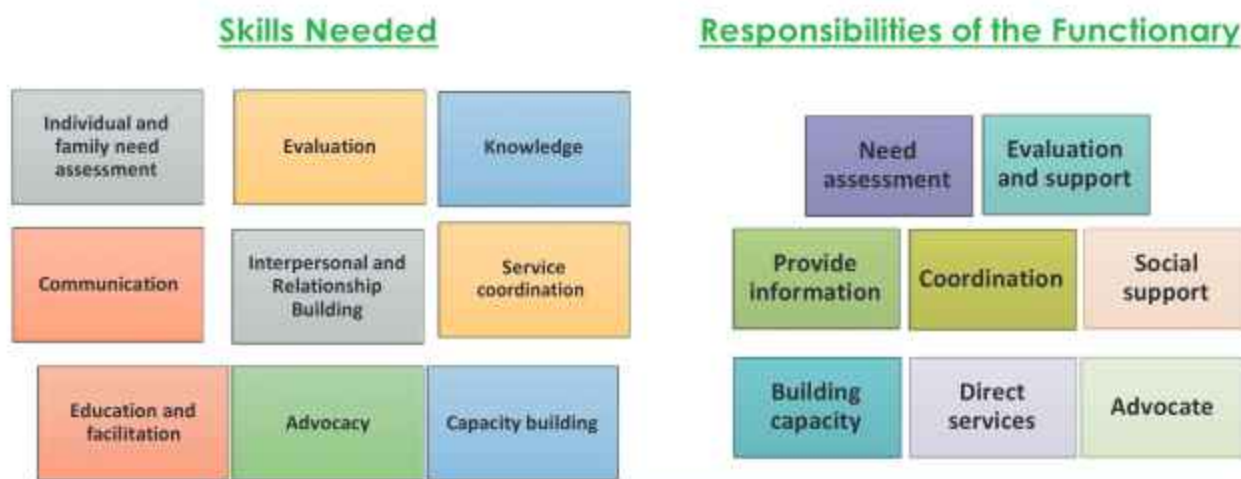 Skills Needed
Individual and
family need
assessment
Evaluation
Knowledge
Communication
Interpersonal and
Relationship
Building
Service
coordination
Education and
facilitation
Advocacy
Capacity building
Responsibilities of the Functionary
Need
assessment
Evaluation
and support
Provide
information
Coordination
Social
support
Building
capacity
Direct
services
Advocate